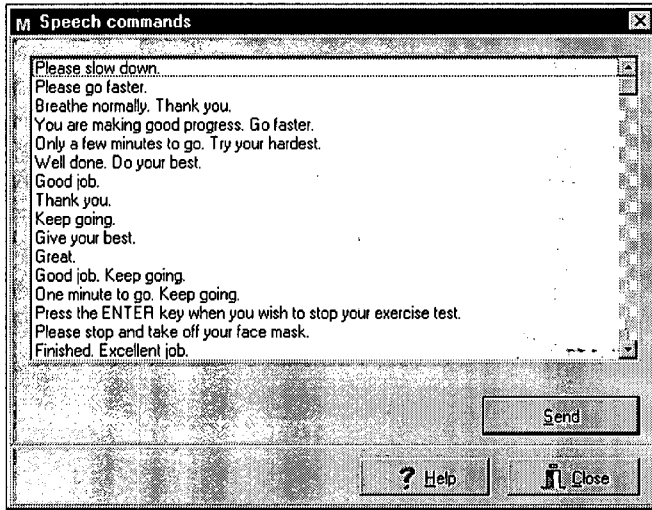 M Speech commands
Please slow down.
Please go faster.
Breathe normally. Thank you.
You are making good progress. Go faster.
Only a few minutes to go. Try your hardest.
Well done. Do your best.
Good job.
Thank you.
Keep going.
Give your best.
Great.
Good job. Keep going.
One minute to go. Keep going.
Press the ENTER key when you wish to stop your exercise test.
Please stop and take off your face mask.
Finished. Excellent job.
Send
? Help Close